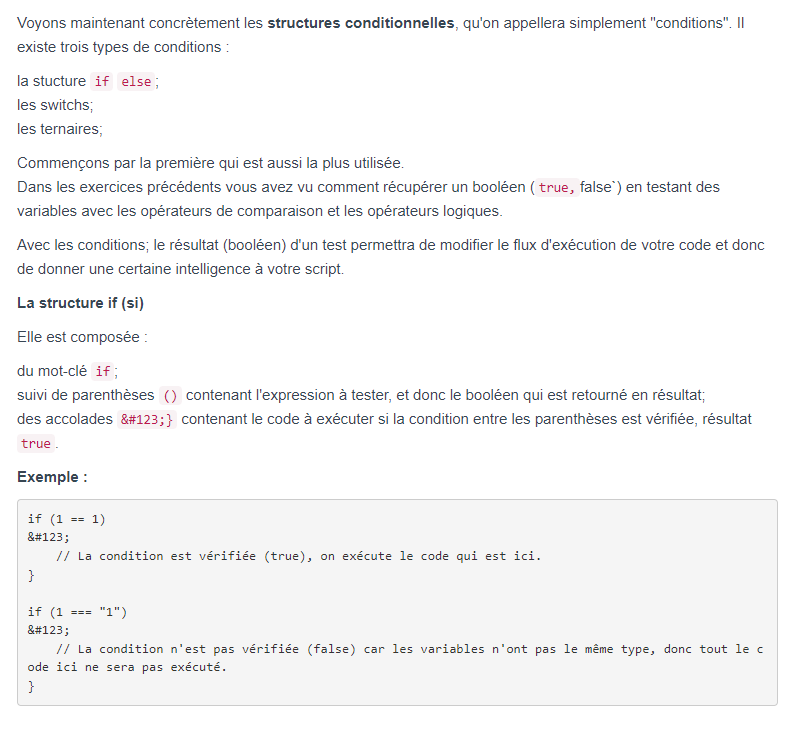 Voyons maintenant concrètement les structures conditionnelles, qu'on appellera simplement "conditions". Il
existe trois types de conditions :
la stucture if else ;
les switchs;
les ternaires;
Commençons par la première qui est aussi la plus utilisée.
Dans les exercices précédents vous avez vu comment récupérer un booléen ( true, false`) en testant des
variables avec les opérateurs de comparaison et les opérateurs logiques.
Avec les conditions; le résultat (booléen) d'un test permettra de modifier le flux d'exécution de votre code et donc
de donner une certaine intelligence à votre script.
La structure if (si)
Elle est composée :
du mot-clé if ;
suivi de parenthèses () contenant l'expression à tester, et donc le booléen qui est retourné en résultat;
des accolades &#123;} contenant le code à exécuter si la condition entre les parenthèses est vérifiée, résultat
true .
Exemple :
if (1 == 1)
&#123;
    // La condition est vérifiée (true), on exécute le code qui est ici.
}
if (1 === "1")
&#123;
    // La condition n'est pas vérifiée (false) car les variables n'ont pas le même type, donc tout le c
ode ici ne sera pas exécuté.
}